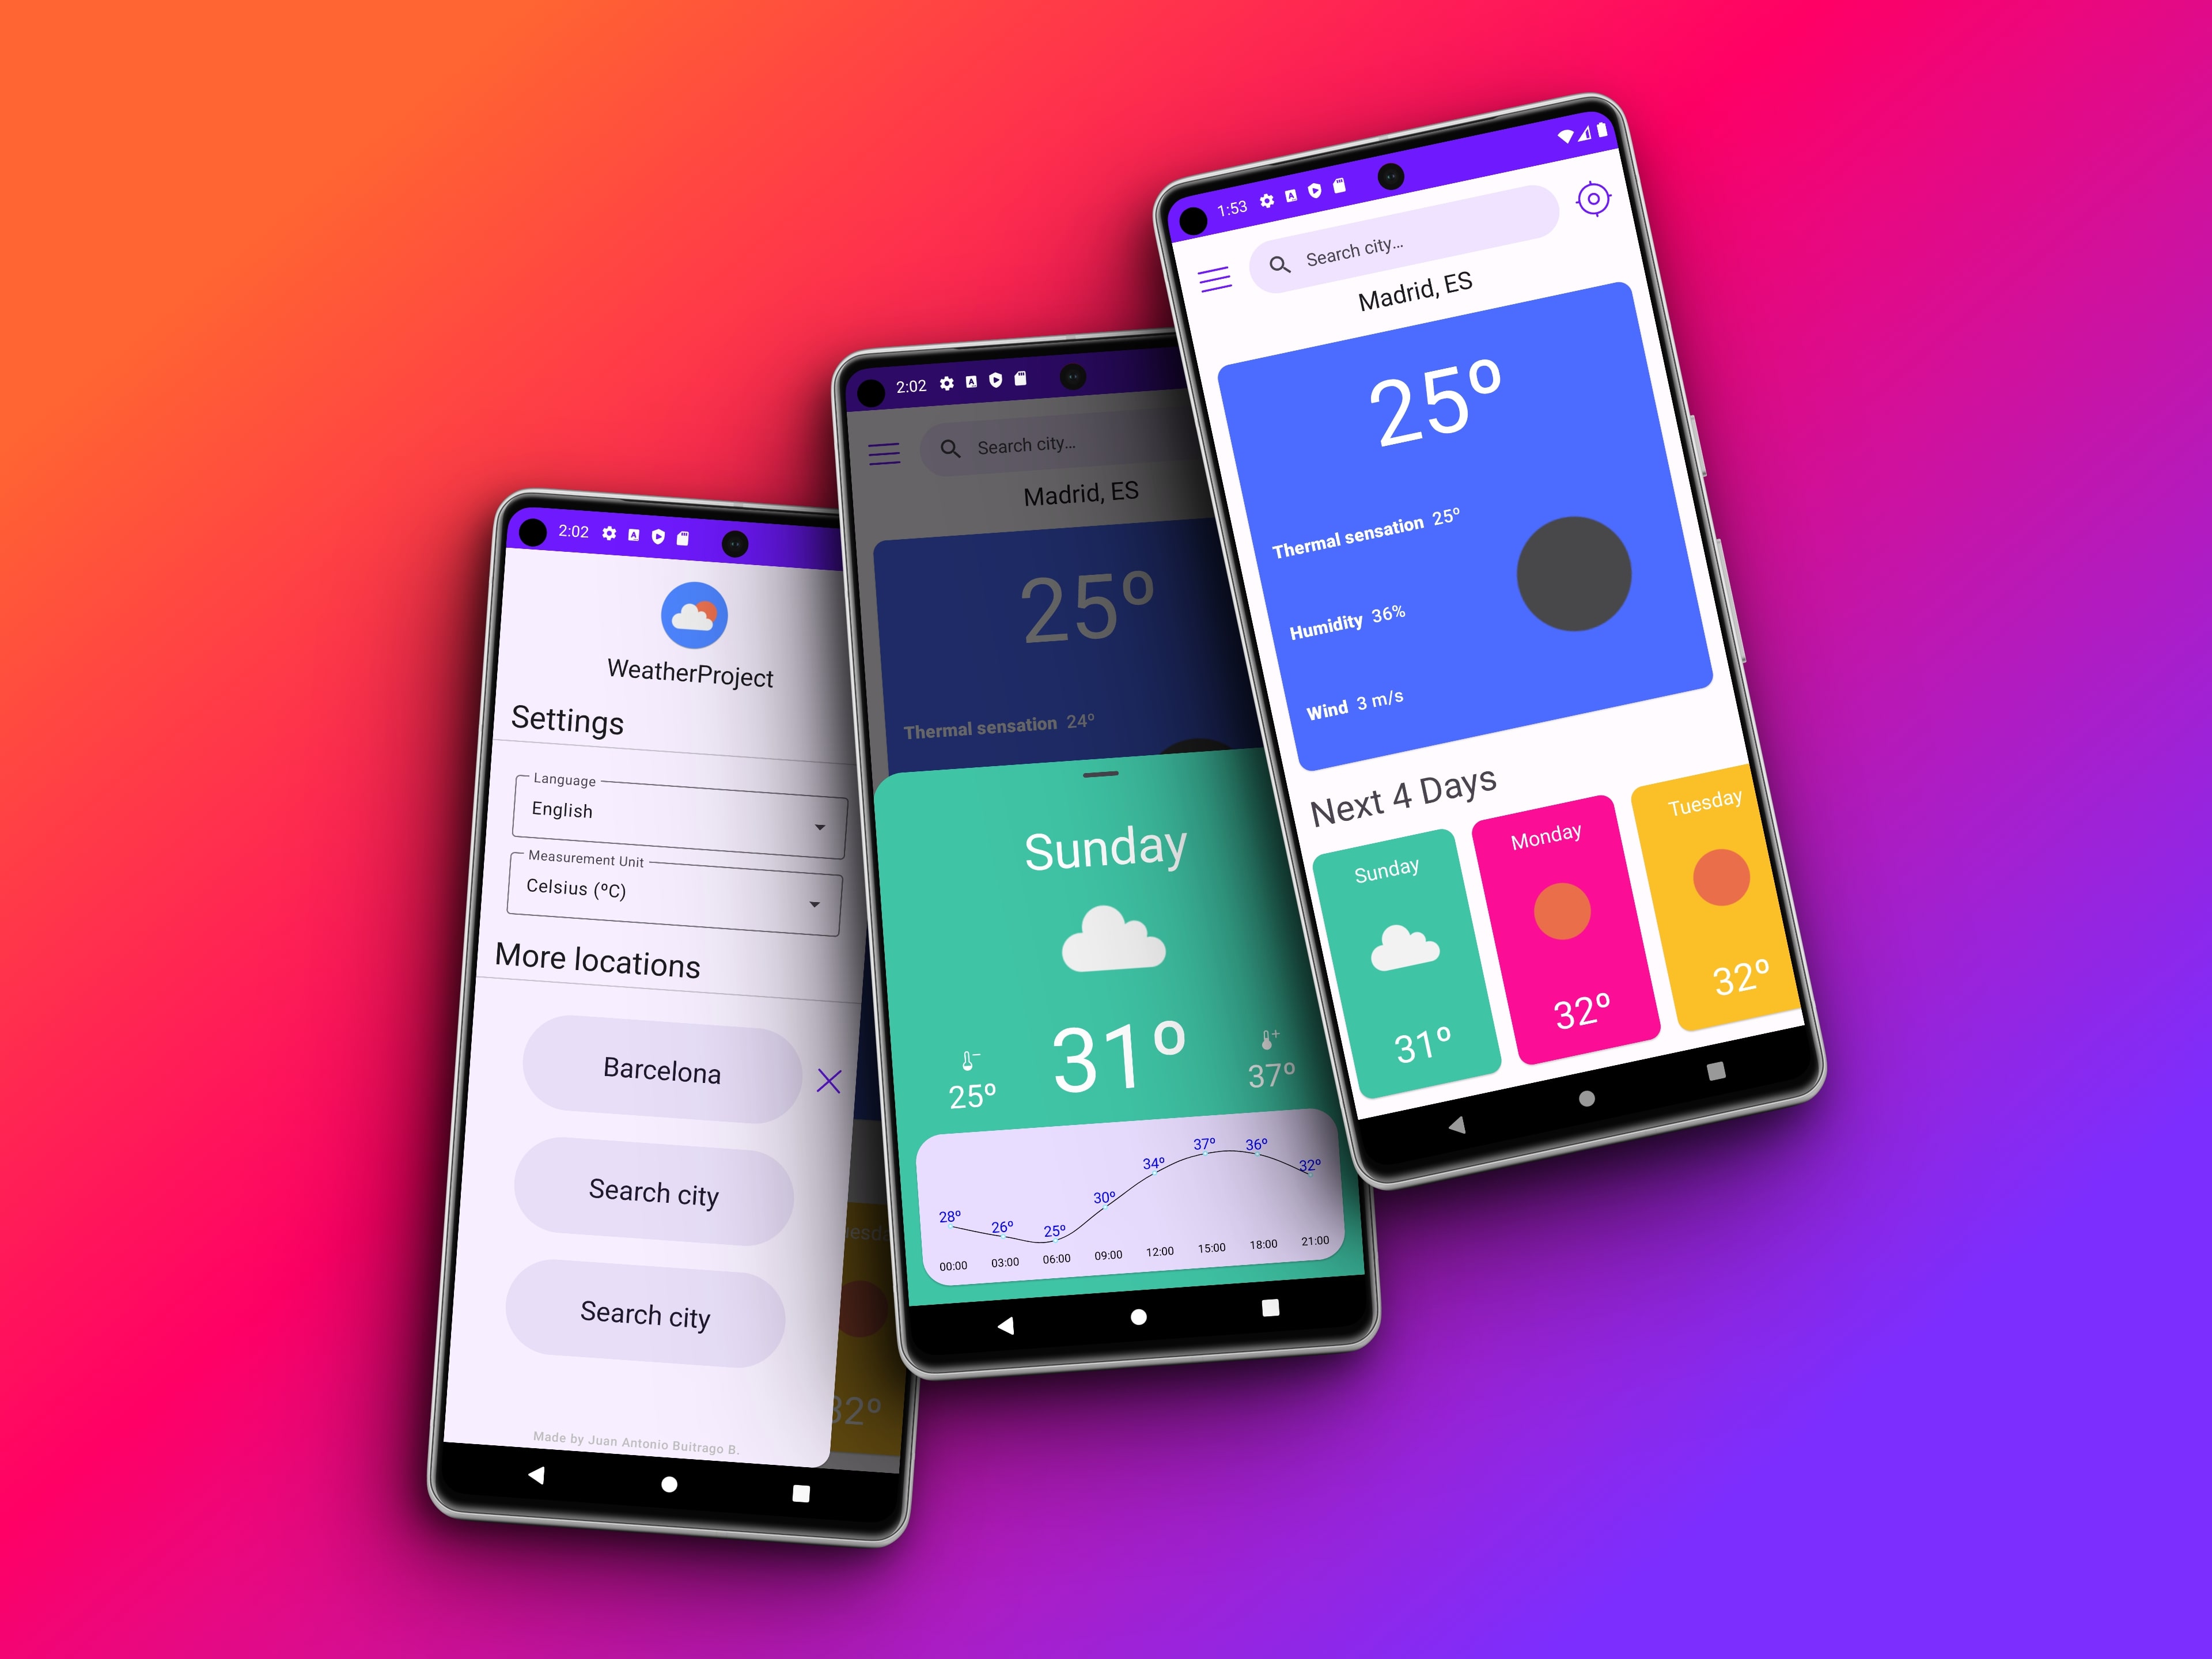 2:02
WeatherProject
Settings
Language
English
Measurement Unit
Celsius (ºC)
More locations
Barcelona
Search city
Search city
Made by Juan Antonio Buitrago B.
32º
2:02
Search city...
Madrid, ES
25º
Thermal sensation 24º
Sunday
25º
31º
37º
28º 26º 25º 30º 34º 37º 36º 32º
00:00 03:00 06:00 09:00 12:00 15:00 18:00 21:00
1:53
Search city...
Madrid, ES
25º
Thermal sensation 25º
Humidity 36%
Wind 3 m/s
Next 4 Days
Sunday
31º
Monday
32º
Tuesday
32º